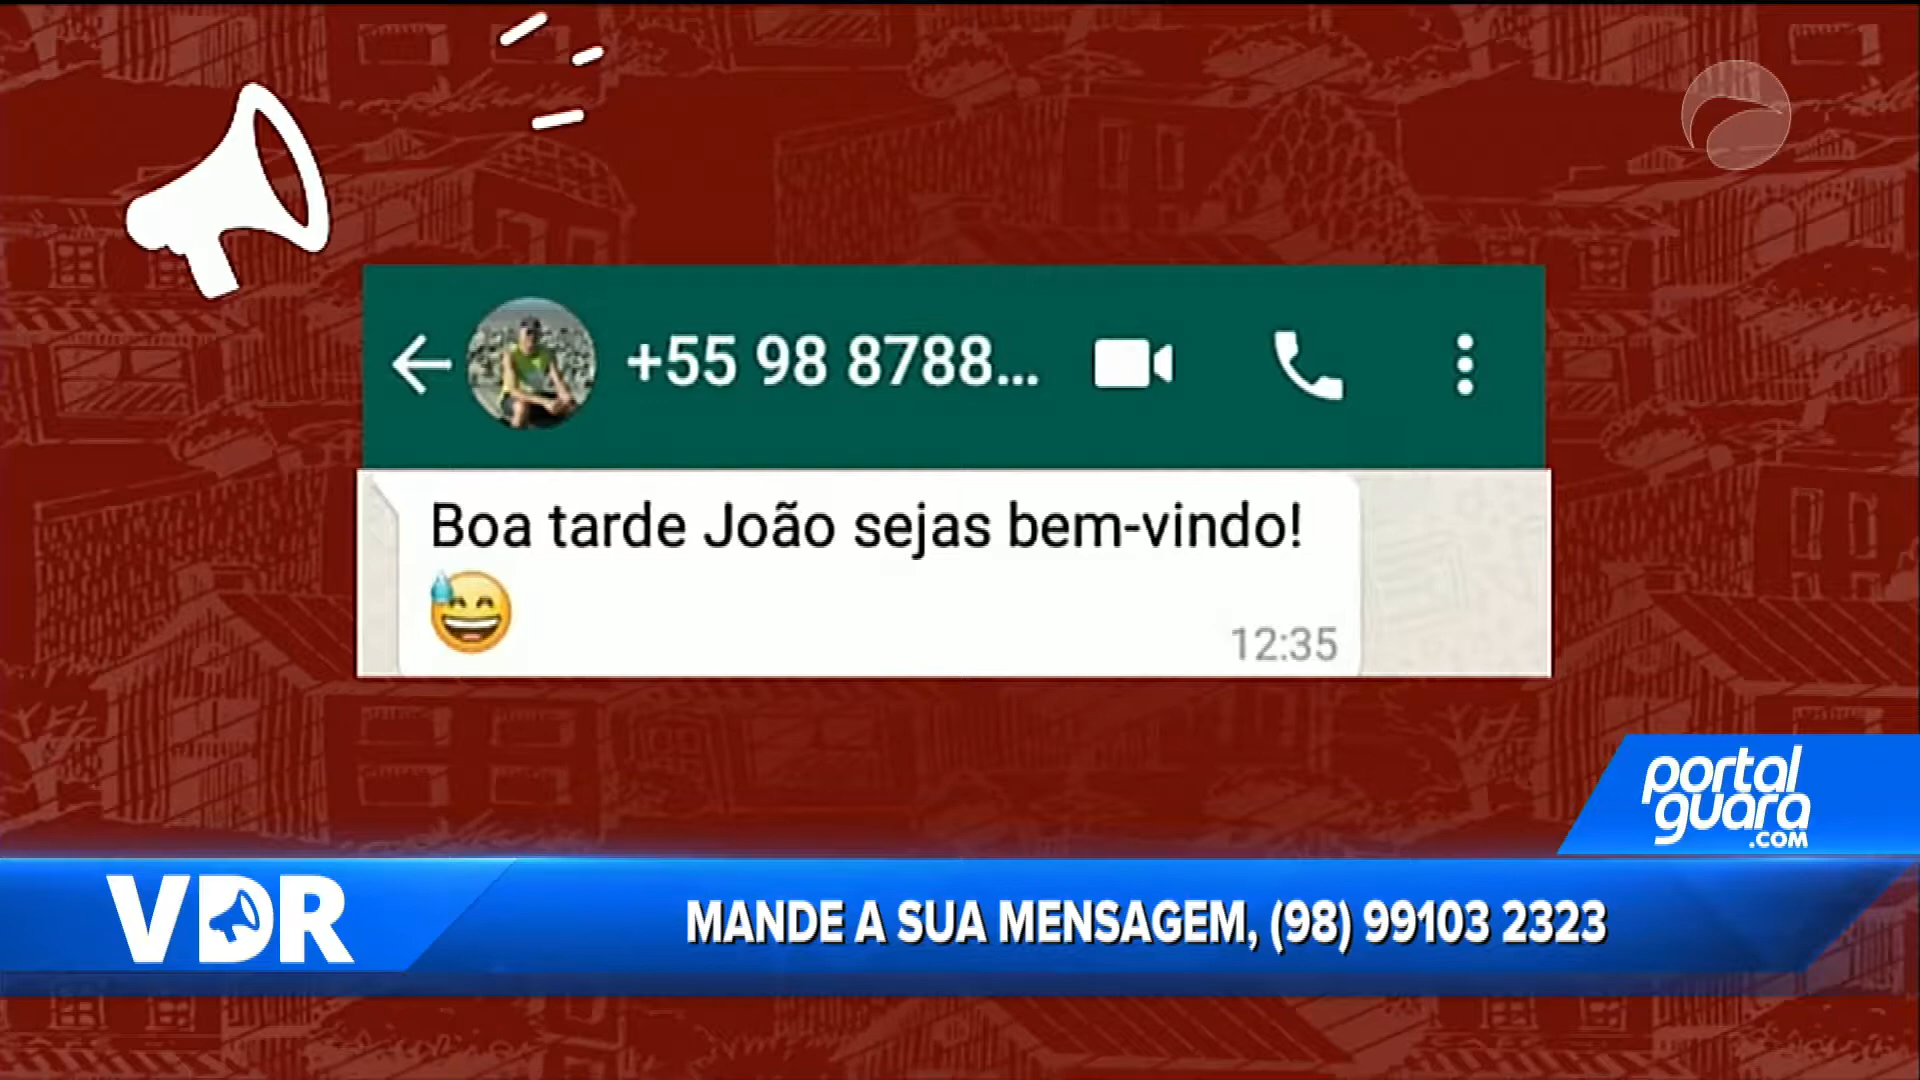 +55 98 8788...
Boa tarde João sejas bem-vindo!
😅
12:35
portal
guara
.COM
VDR
MANDE A SUA MENSAGEM, (98) 99103 2323